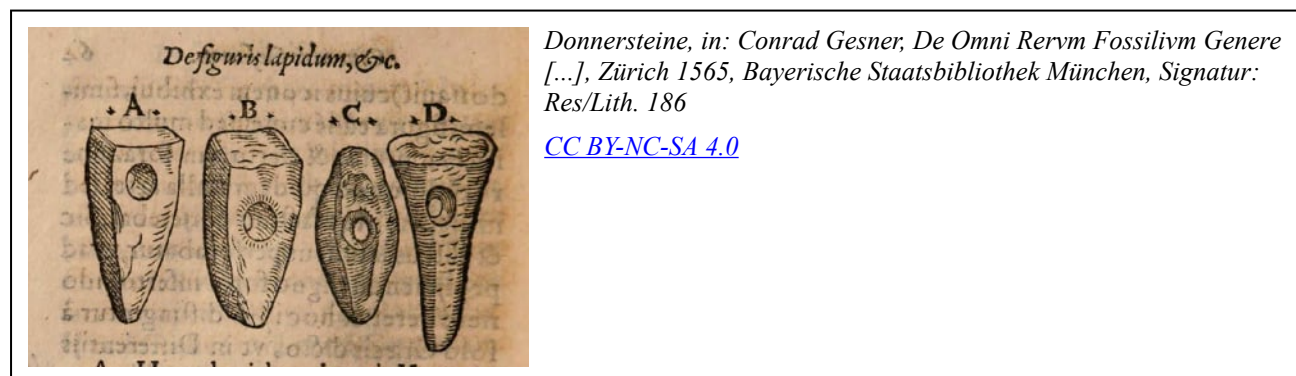 De figuris lapidum, &c.
A B C D
Donnersteine, in: Conrad Gesner, De Omni Rervm Fossilivm Genere
[...], Zürich 1565, Bayerische Staatsbibliothek München, Signatur:
Res/Lith. 186
CC BY-NC-SA 4.0